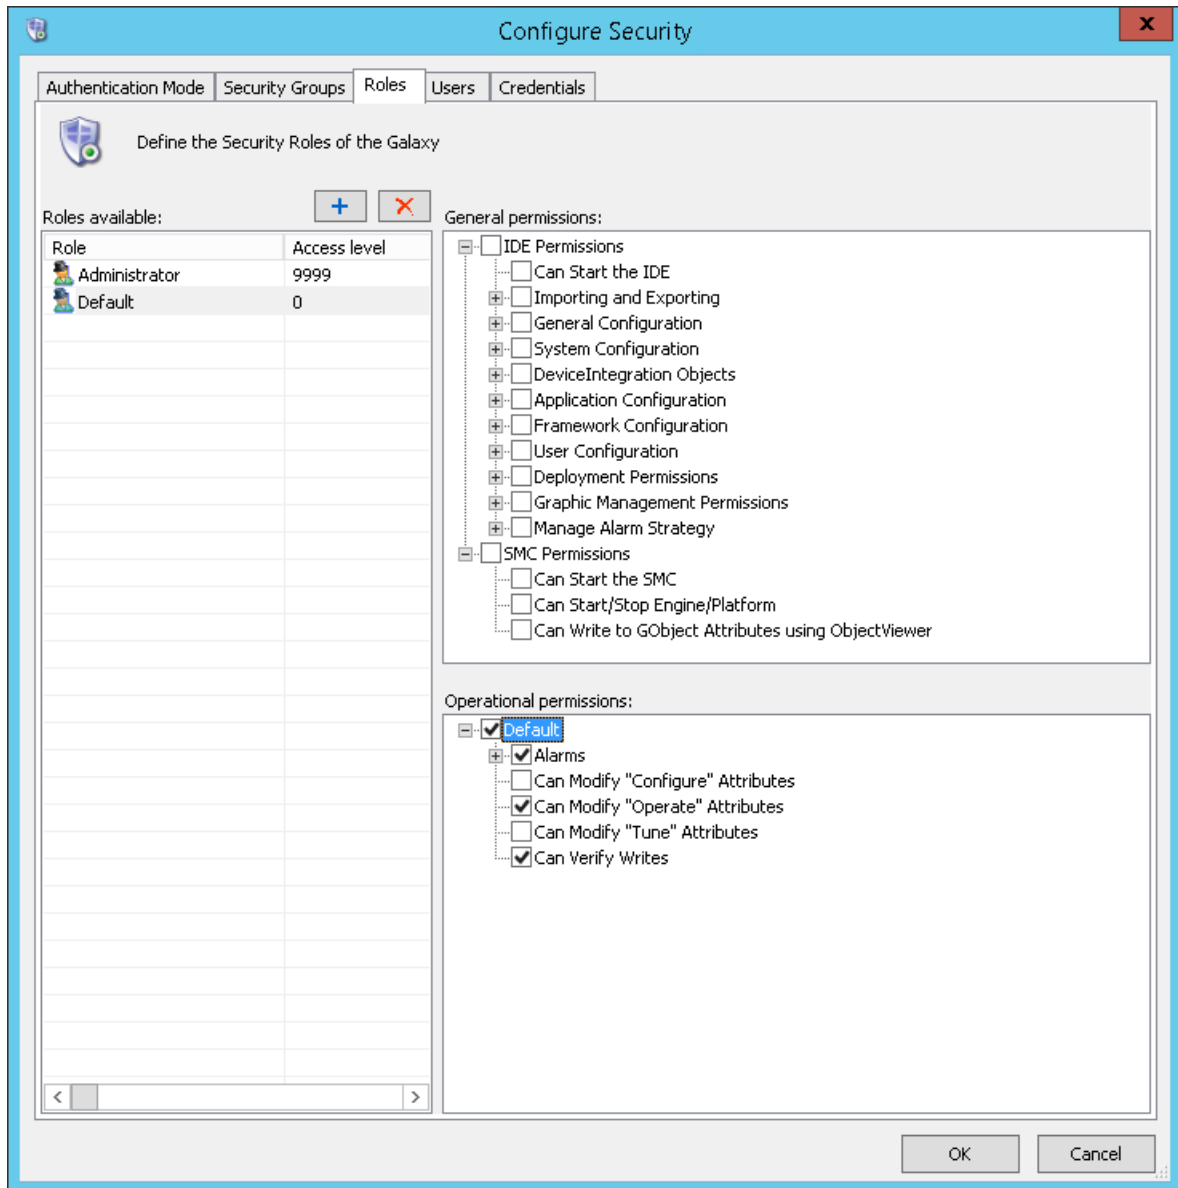 Configure Security
x
Authentication Mode Security Groups Roles Users Credentials
Define the Security Roles of the Galaxy
Roles available:
Role Access level
Administrator 9999
Default 0
General permissions:
IDE Permissions
Can Start the IDE
Importing and Exporting
General Configuration
System Configuration
DeviceIntegration Objects
Application Configuration
Framework Configuration
User Configuration
Deployment Permissions
Graphic Management Permissions
Manage Alarm Strategy
SMC Permissions
Can Start the SMC
Can Start/Stop Engine/Platform
Can Write to GObject Attributes using ObjectViewer
Operational permissions:
Default
Alarms
Can Modify "Configure" Attributes
Can Modify "Operate" Attributes
Can Modify "Tune" Attributes
Can Verify Writes
OK Cancel